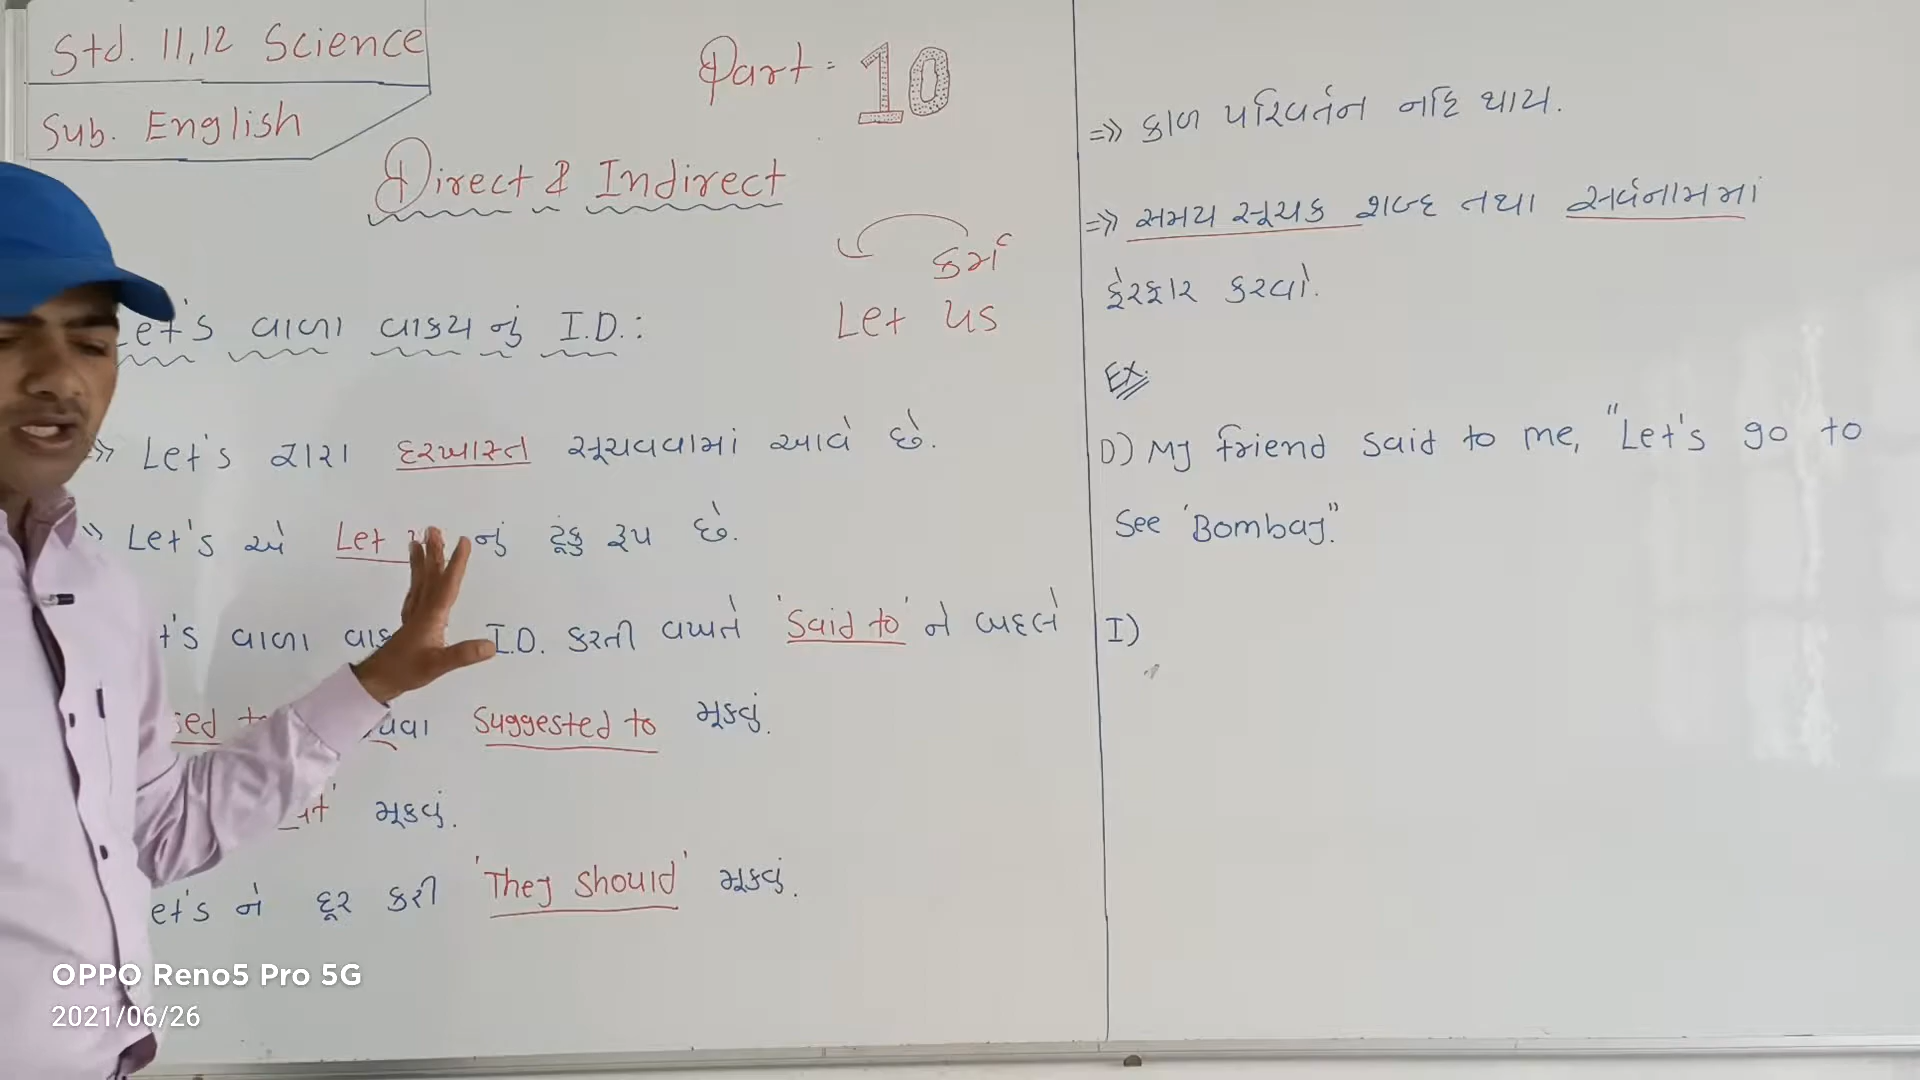 Std. 11,12 Science
Sub. English
Part: 10
Direct & Indirect
Let's વાળા વાકય નું I.D.:
કર્મ
Let us
Let's દ્વારા દરખાસ્ત સૂચવવામાં આવે છે.
Let's એ Let નું ટૂંકુ રૂપ છે.
વાળા I.D. કરતી વખતે 'Said to' ને બદલે
Suggested to મૂકવું.
મૂકવું.
ને દૂર કરી 'They should' મૂકવું.
=» કાળ પરિવર્તન નહિ થાય.
=» સમય સૂચક શબ્દ તથા સર્વનામમાં
ફેરફાર કરવો.
Ex.
D) My friend said to me, "Let's go to
See 'Bombay."
I)
OPPO Reno5 Pro 5G
2021/06/26